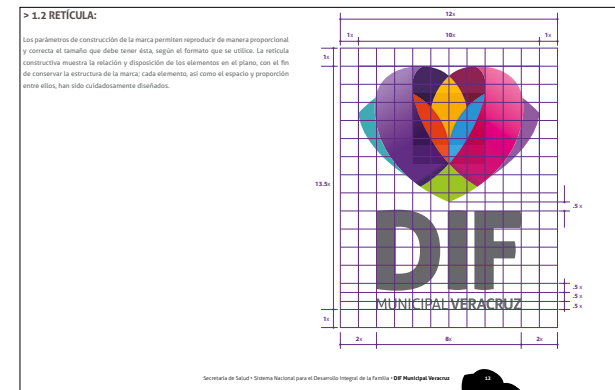 > 1.2 RETÍCULA:
Los parámetros de construcción de la marca permiten reproducir de manera proporcional
y correcta el tamaño que debe tener ésta, según el formato que se utilice. La retícula
constructiva muestra la relación y disposición de los elementos en el plano, con el fin
de conservar la estructura de la marca; cada elemento, así como el espacio y proporción
entre ellos, han sido cuidadosamente diseñados.
12x
1x 10x 1x
1x
13.5x
.5 x
DIF
.5 x
.5 x
MUNICIPAL VERACRUZ
.5 x
1x
2x 8x 2x
Secretaría de Salud • Sistema Nacional para el Desarrollo Integral de la Familia • DIF Municipal Veracruz
12